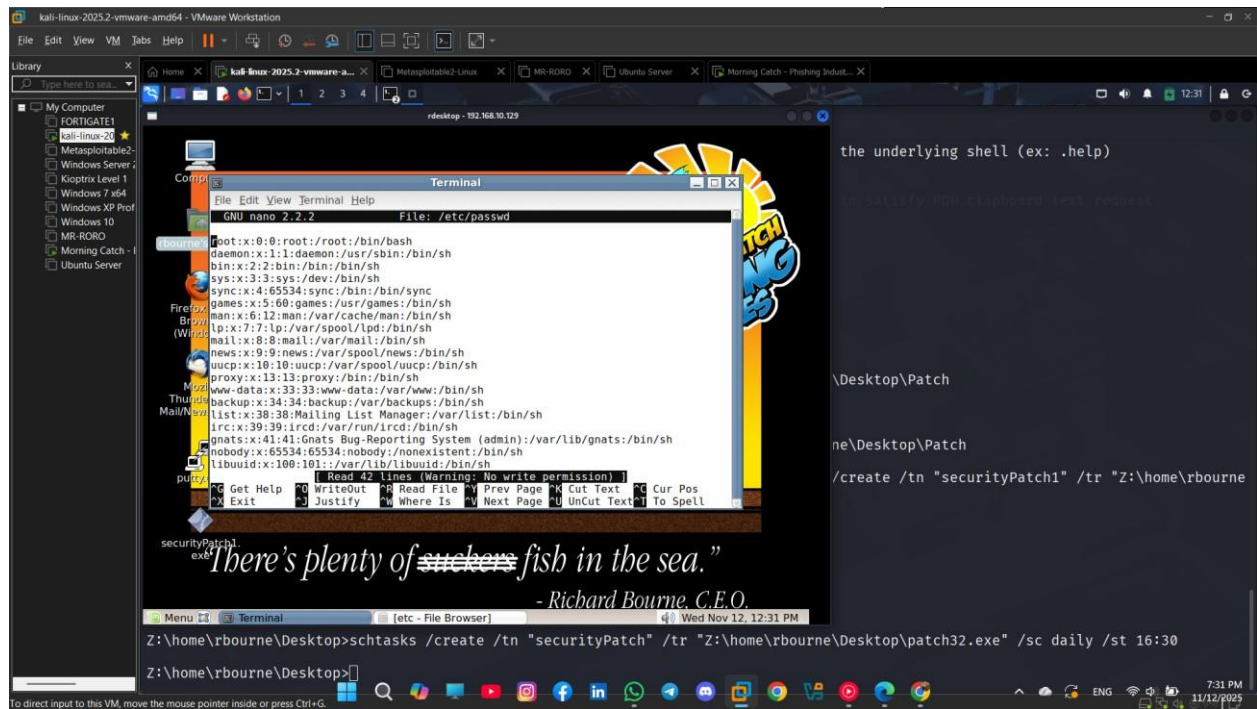 kali-linux-2025.2-vmware-amd64 - VMware Workstation
File Edit View VM Tabs Help
Library
Type here to sea...
Home
kali-linux-2025.2-vmware-a...
Metasploitable2-Linux
MR-RORO
Ubuntu Server
Morning Catch - Phishing Indust...
My Computer
FORTIGATE1
kali-linux-20
Metasploitable2-
Windows Server 2
Kioptrix Level 1
Windows 7 x64
Windows XP Prof
Windows 10
MR-RORO
Morning Catch - I
Ubuntu Server
1 2 3 4
12:31
rdesktop - 192.168.10.129
the underlying shell (ex: .help)
to satisfy RDH clipboard text request
\Desktop\Patch
ne\Desktop\Patch
/create /tn "securityPatch1" /tr "Z:\home\rbourne
Comp
rbourne's
Firefox
Brow
(Windo
Mozi
Thunde
Mail/New
putty.
securityPatch1.
exe
Terminal
File Edit View Terminal Help
GNU nano 2.2.2 File: /etc/passwd
root:x:0:0:root:/root:/bin/bash
daemon:x:1:1:daemon:/usr/sbin:/bin/sh
bin:x:2:2:bin:/bin:/bin/sh
sys:x:3:3:sys:/dev:/bin/sh
sync:x:4:65534:sync:/bin:/bin/sync
games:x:5:60:games:/usr/games:/bin/sh
man:x:6:12:man:/var/cache/man:/bin/sh
lp:x:7:7:lp:/var/spool/lpd:/bin/sh
mail:x:8:8:mail:/var/mail:/bin/sh
news:x:9:9:news:/var/spool/news:/bin/sh
uucp:x:10:10:uucp:/var/spool/uucp:/bin/sh
proxy:x:13:13:proxy:/bin:/bin/sh
www-data:x:33:33:www-data:/var/www:/bin/sh
backup:x:34:34:backup:/var/backups:/bin/sh
list:x:38:38:Mailing List Manager:/var/list:/bin/sh
irc:x:39:39:ircd:/var/run/ircd:/bin/sh
gnats:x:41:41:Gnats Bug-Reporting System (admin):/var/lib/gnats:/bin/sh
nobody:x:65534:65534:nobody:/nonexistent:/bin/sh
libuuid:x:100:101::/var/lib/libuuid:/bin/sh
[ Read 42 lines (Warning: No write permission) ]
^G Get Help ^O WriteOut ^R Read File ^Y Prev Page ^K Cut Text ^C Cur Pos
^X Exit ^J Justify ^W Where Is ^V Next Page ^U UnCut Text ^T To Spell
"There's plenty of suckers fish in the sea."
- Richard Bourne, C.E.O.
Menu Terminal [etc - File Browser] Wed Nov 12, 12:31 PM
Z:\home\rbourne\Desktop>schtasks /create /tn "securityPatch" /tr "Z:\home\rbourne\Desktop\patch32.exe" /sc daily /st 16:30
Z:\home\rbourne\Desktop>
To direct input to this VM, move the mouse pointer inside or press Ctrl+G.
ENG
7:31 PM
11/12/2025